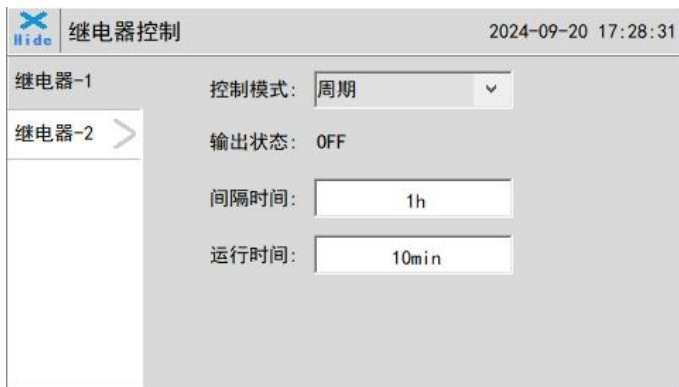 Hide 继电器控制 2024-09-20 17:28:31
继电器-1
继电器-2
控制模式: 周期
输出状态: OFF
间隔时间: 1h
运行时间: 10min